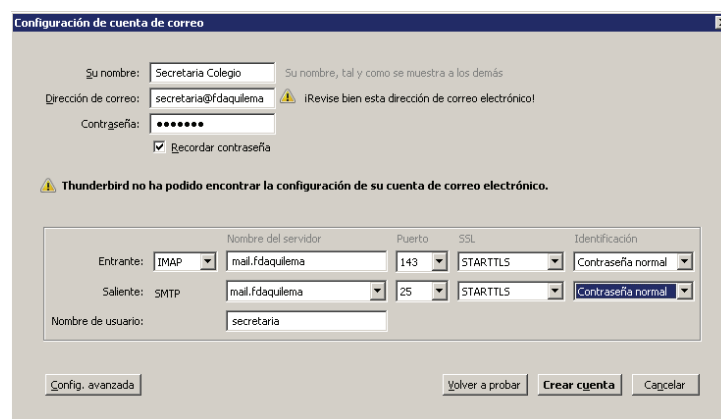 Configuración de cuenta de correo
Su nombre: Secretaria Colegio Su nombre, tal y como se muestra a los demás
Dirección de correo: secretaria@fdaquilema ¡Revise bien esta dirección de correo electrónico!
Contraseña: •••••••
Recordar contraseña
Thunderbird no ha podido encontrar la configuración de su cuenta de correo electrónico.
Nombre del servidor Puerto SSL Identificación
Entrante: IMAP mail.fdaquilema 143 STARTTLS Contraseña normal
Saliente: SMTP mail.fdaquilema 25 STARTTLS Contraseña normal
Nombre de usuario: secretaria
Config. avanzada Volver a probar Crear cuenta Cancelar